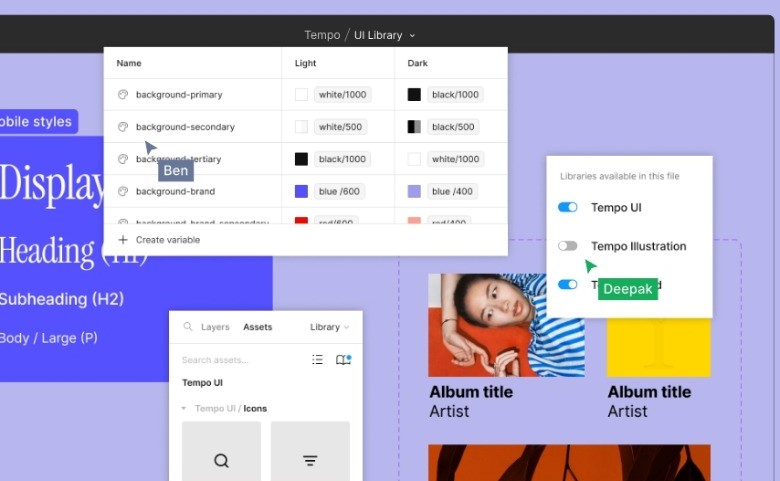 Tempo / UI Library
Name Light Dark
background-primary white/1000 black/1000
background-secondary white/500 black/500
background-tertiary black/1000 white/1000
Ben
background-brand blue /600 blue /400
red/600 red/400
+ Create variable
obile styles
Display
Heading (H1)
Subheading (H2)
Body / Large (P)
Layers Assets Library
Search assets...
Tempo UI
Tempo UI / Icons
Libraries available in this file
Tempo UI
Tempo Illustration
Deepak
Album title
Artist
Album title
Artist